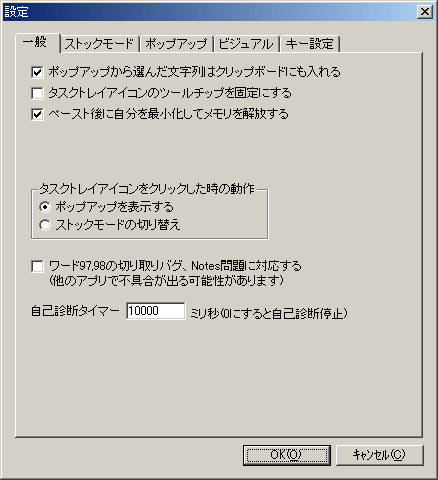 設定
一般 ストックモード ポップアップ ビジュアル キー設定
ポップアップから選んだ文字列はクリップボードにも入れる
タスクトレイアイコンのツールチップを固定にする
ペースト後に自分を最小化してメモリを解放する
タスクトレイアイコンをクリックした時の動作
ポップアップを表示する
ストックモードの切り替え
ワード97,98の切り取りバグ、Notes問題に対応する
(他のアプリで不具合が出る可能性があります)
自己診断タイマー 10000 ミリ秒(0にすると自己診断停止)
OK(O) キャンセル(C)